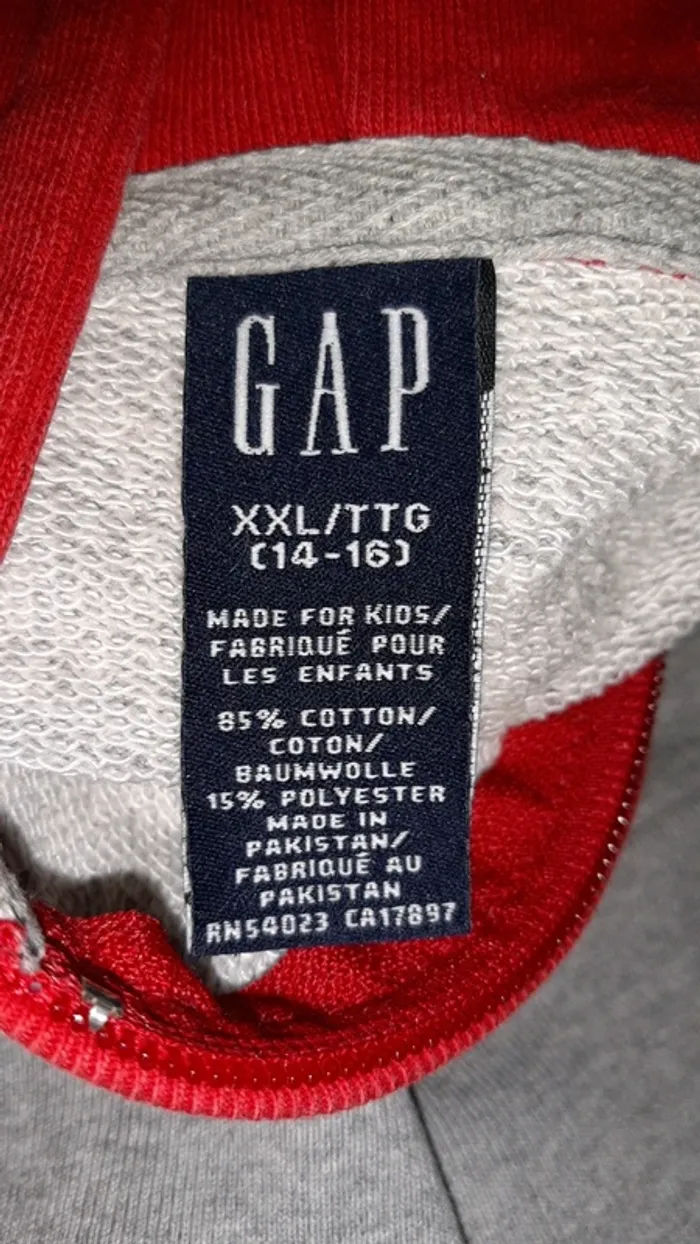 GAP
XXL/TTG
(14-16)
MADE FOR KIDS/
FABRIQUÉ POUR
LES ENFANTS
85% COTTON/
COTON/
BAUMWOLLE
15% POLYESTER
MADE IN
PAKISTAN/
FABRIQUÉ AU
PAKISTAN
RN54023 CA17897